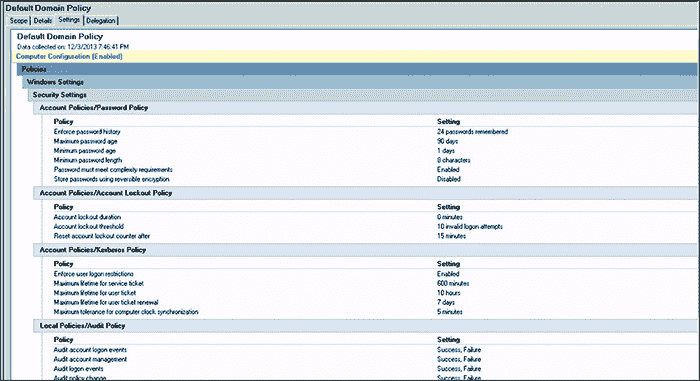 Default Domain Policy
Scope Details Settings Delegation
Default Domain Policy
Data collected on: 12/3/2013 7:46:41 PM
Computer Configuration (Enabled)
Policies
Windows Settings
Security Settings
Account Policies/Password Policy
Policy Setting
Enforce password history 24 passwords remembered
Maximum password age 90 days
Minimum password age 1 days
Minimum password length 8 characters
Password must meet complexity requirements Enabled
Store passwords using reversible encryption Disabled
Account Policies/Account Lockout Policy
Policy Setting
Account lockout duration 0 minutes
Account lockout threshold 10 invalid logon attempts
Reset account lockout counter after 15 minutes
Account Policies/Kerberos Policy
Policy Setting
Enforce user logon restrictions Enabled
Maximum lifetime for service ticket 600 minutes
Maximum lifetime for user ticket 10 hours
Maximum lifetime for user ticket renewal 7 days
Maximum tolerance for computer clock synchronization 5 minutes
Local Policies/Audit Policy
Policy Setting
Audit account logon events Success, Failure
Audit account management Success, Failure
Audit logon events Success, Failure
Audit policy change Success, Failure